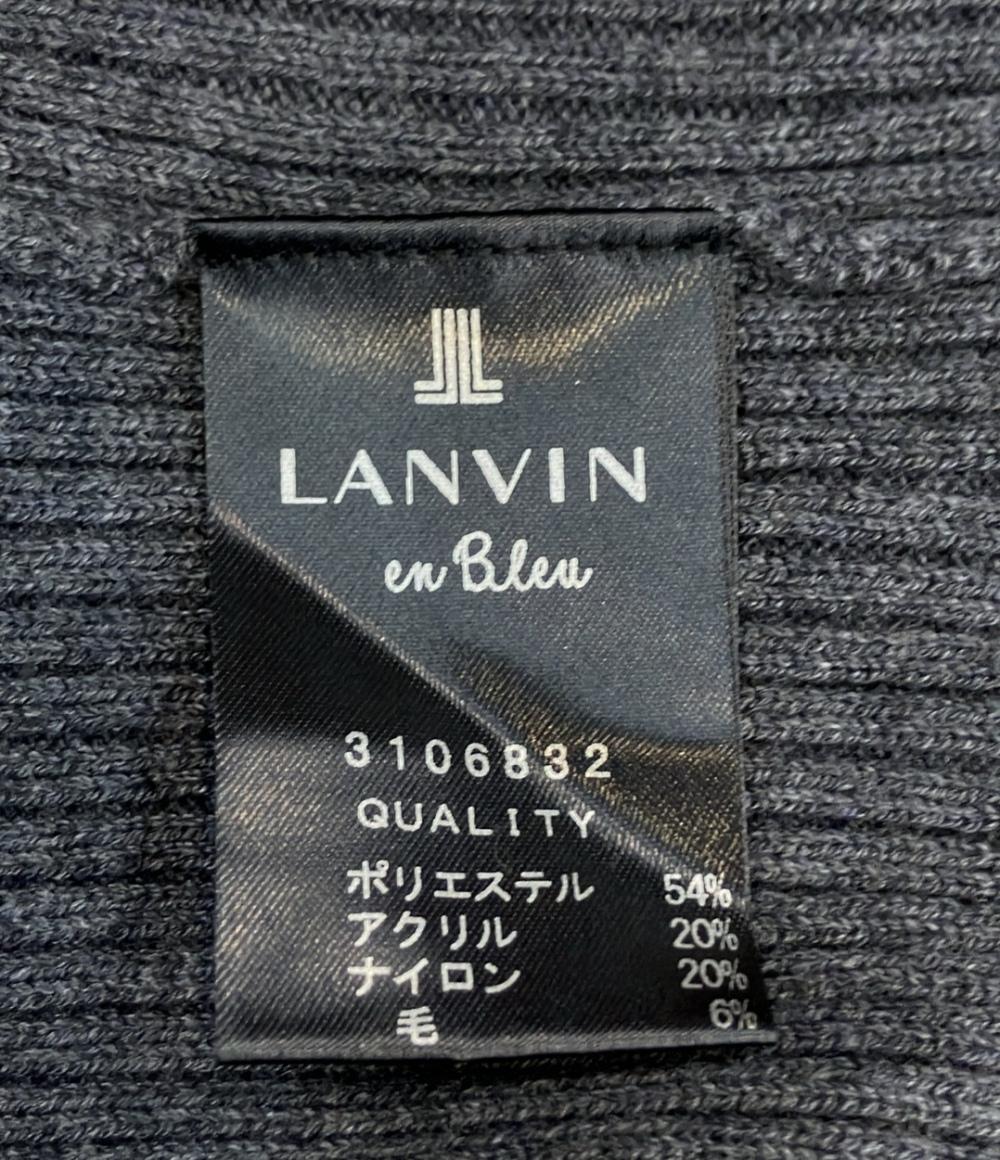 LANVIN
en Bleu
3106832
QUALITY
ポリエステル 54%
アクリル 20%
ナイロン 20%
毛 6%